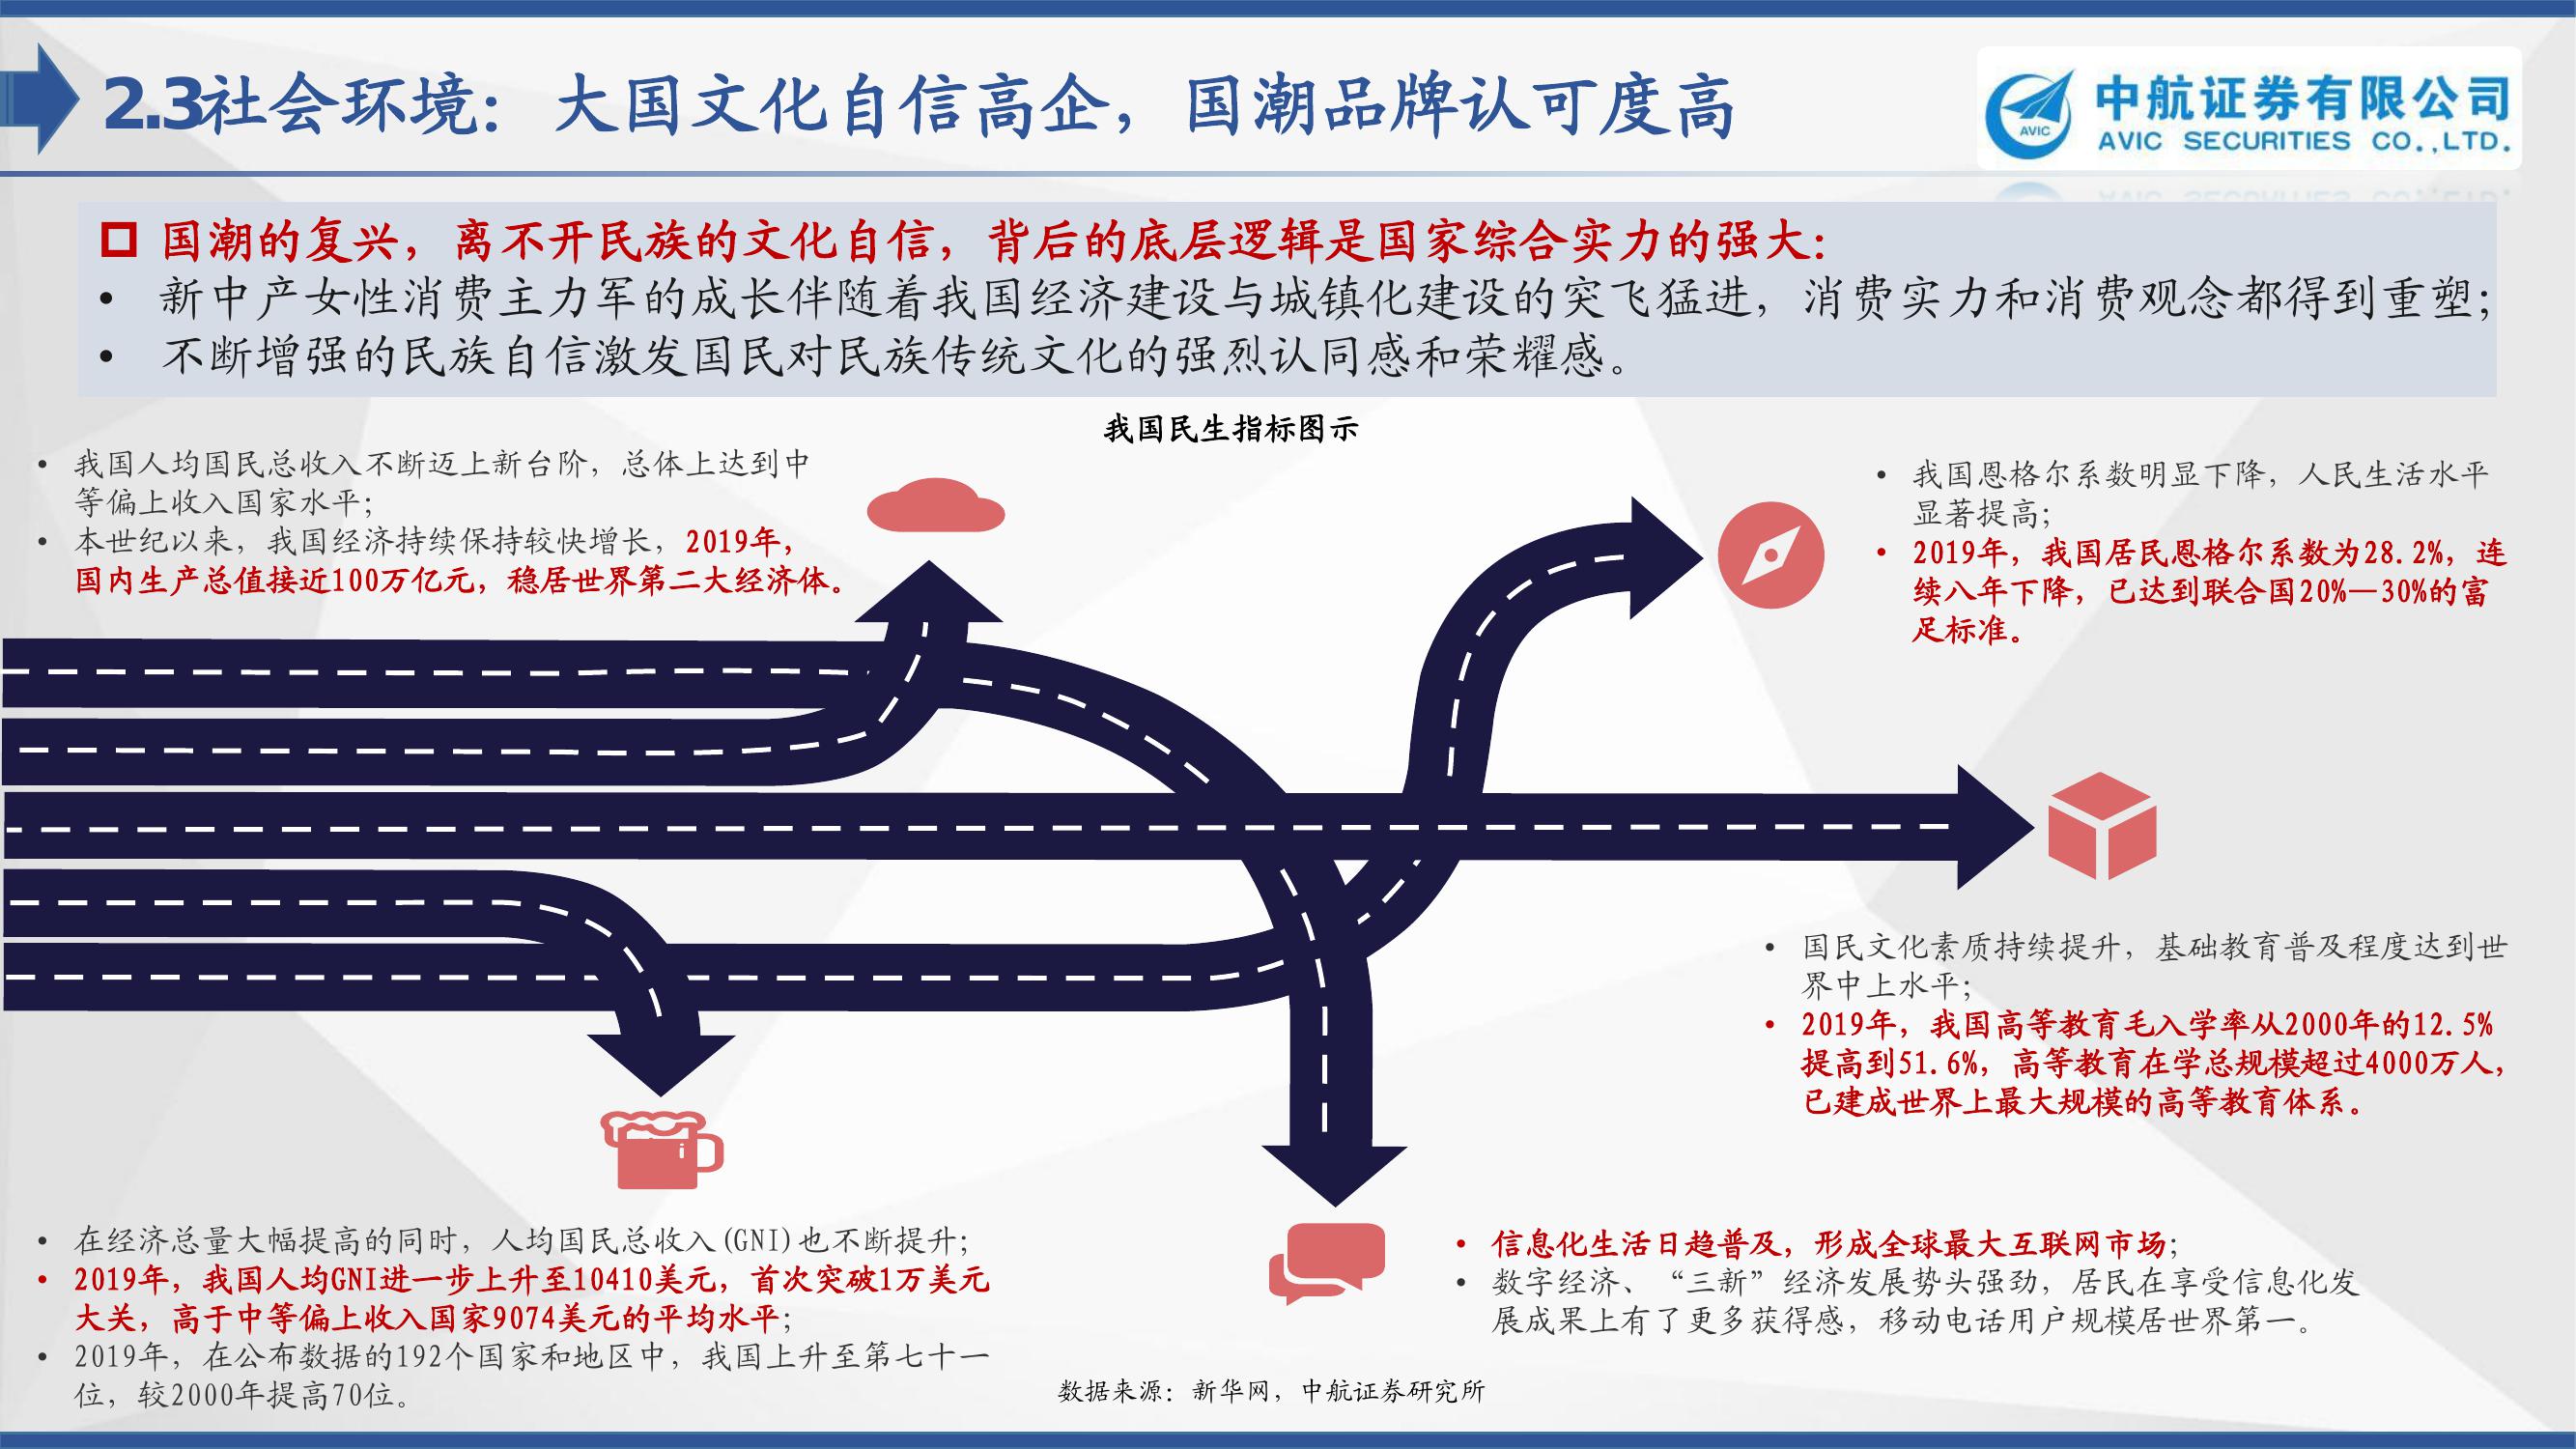 2.3社会环境：大国文化自信高企，国潮品牌认可度高
AVIC
中航证券有限公司
AVIC SECURITIES CO.,LTD.
国潮的复兴，离不开民族的文化自信，背后的底层逻辑是国家综合实力的强大：
• 新中产女性消费主力军的成长伴随着我国经济建设与城镇化建设的突飞猛进，消费实力和消费观念都得到重塑；
• 不断增强的民族自信激发国民对民族传统文化的强烈认同感和荣耀感。
我国民生指标图示
• 我国人均国民总收入不断迈上新台阶，总体上达到中
等偏上收入国家水平；
• 本世纪以来，我国经济持续保持较快增长，2019年，
国内生产总值接近100万亿元，稳居世界第二大经济体。
• 我国恩格尔系数明显下降，人民生活水平
显著提高；
• 2019年，我国居民恩格尔系数为28.2%，连
续八年下降，已达到联合国20%—30%的富
足标准。
• 国民文化素质持续提升，基础教育普及程度达到世
界中上水平；
• 2019年，我国高等教育毛入学率从2000年的12.5%
提高到51.6%，高等教育在学总规模超过4000万人，
已建成世界上最大规模的高等教育体系。
• 在经济总量大幅提高的同时，人均国民总收入(GNI)也不断提升；
• 2019年，我国人均GNI进一步上升至10410美元，首次突破1万美元
大关，高于中等偏上收入国家9074美元的平均水平；
• 2019年，在公布数据的192个国家和地区中，我国上升至第七十一
位，较2000年提高70位。
• 信息化生活日趋普及，形成全球最大互联网市场；
• 数字经济、“三新”经济发展势头强劲，居民在享受信息化发
展成果上有了更多获得感，移动电话用户规模居世界第一。
数据来源：新华网，中航证券研究所